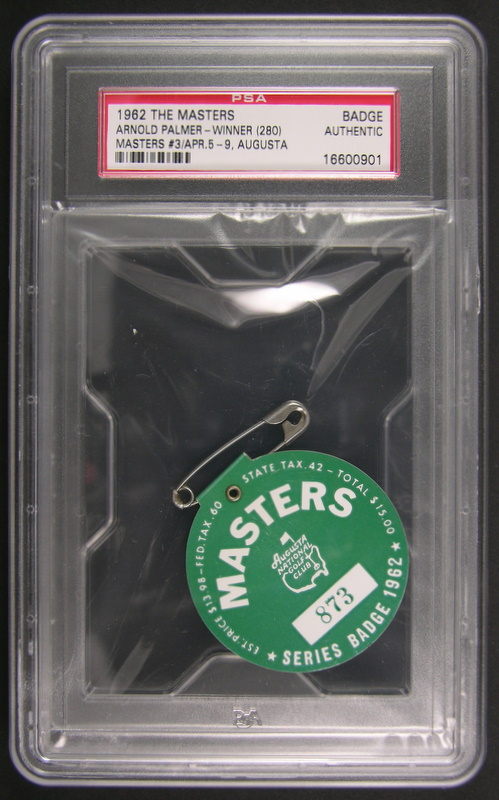 PSA
1962 THE MASTERS
BADGE
ARNOLD PALMER - WINNER (280)
AUTHENTIC
MASTERS #3/APR.5 - 9, AUGUSTA
16600901
EST. PRICE $13.98 - FED. TAX .60
STATE TAX .42 - TOTAL $15.00
MASTERS
AUGUSTA
NATIONAL
GOLF
CLUB
873
★ SERIES BADGE 1962 ★
PSA